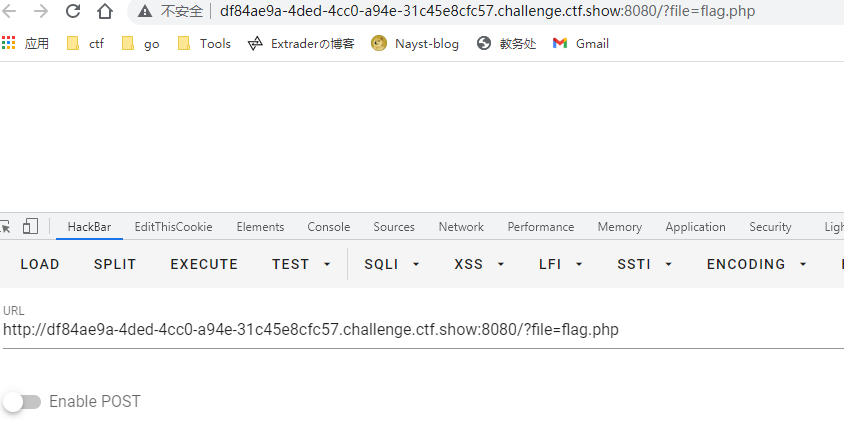 不安全 | df84ae9a-4ded-4cc0-a94e-31c45e8cfc57.challenge.ctf.show:8080/?file=flag.php
应用 ctf go Tools Extraderの博客 Nayst-blog 教务处 Gmail
HackBar EditThisCookie Elements Console Sources Network Performance Memory Application Security Ligh
LOAD SPLIT EXECUTE TEST SQLI XSS LFI SSTI ENCODING
URL
http://df84ae9a-4ded-4cc0-a94e-31c45e8cfc57.challenge.ctf.show:8080/?file=flag.php
Enable POST